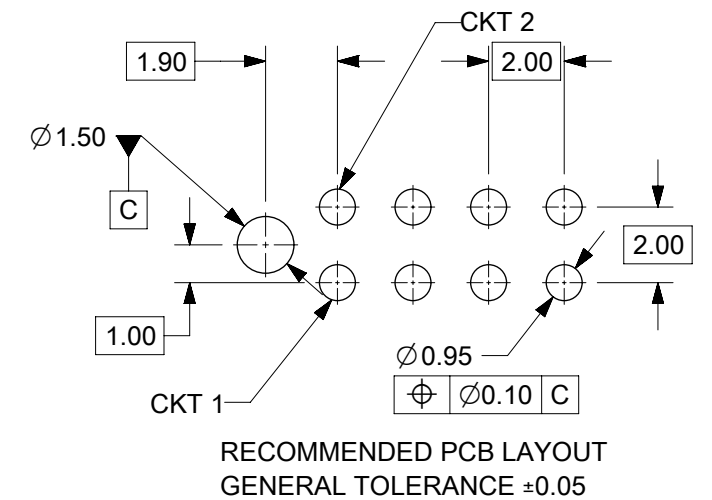 CKT 2
1.90
2.00
∅1.50
C
2.00
1.00
∅0.95
⌖ ∅0.10 C
CKT 1
RECOMMENDED PCB LAYOUT
GENERAL TOLERANCE ±0.05